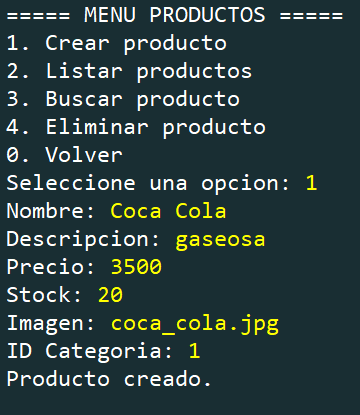 ===== MENU PRODUCTOS =====
1. Crear producto
2. Listar productos
3. Buscar producto
4. Eliminar producto
0. Volver
Seleccione una opcion: 1
Nombre: Coca Cola
Descripcion: gaseosa
Precio: 3500
Stock: 20
Imagen: coca_cola.jpg
ID Categoria: 1
Producto creado.